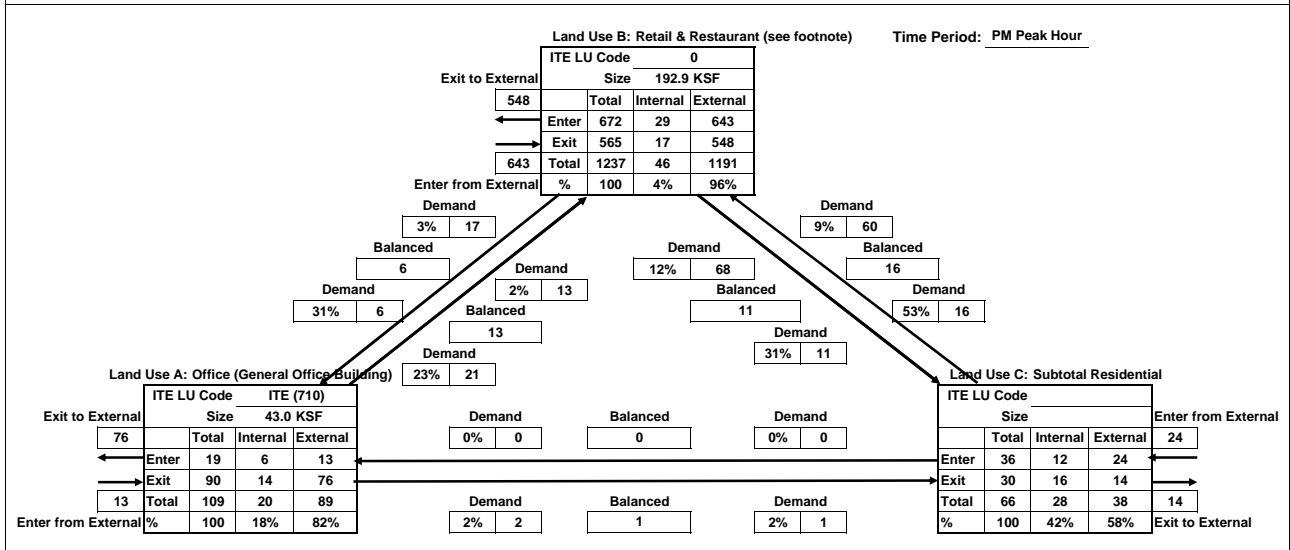 Land Use B: Retail & Restaurant (see footnote)
Time Period: PM Peak Hour
ITE LU Code 0
Exit to External
Size 192.9 KSF
548
Total Internal External
Enter 672 29 643
Exit 565 17 548
643
Total 1237 46 1191
Enter from External
% 100 4% 96%
Demand
3% 17
Balanced
6
Demand
31% 6
Demand
2% 13
Balanced
13
Demand
23% 21
Demand
12% 68
Balanced
11
Demand
31% 11
Demand
9% 60
Balanced
16
Demand
53% 16
Land Use A: Office (General Office Building)
ITE LU Code ITE (710)
Exit to External
Size 43.0 KSF
76
Total Internal External
Enter 19 6 13
Exit 90 14 76
13
Total 109 20 89
Enter from External
% 100 18% 82%
Demand
0% 0
Balanced
0
Demand
0% 0
Demand
2% 2
Balanced
1
Demand
2% 1
Land Use C: Subtotal Residential
ITE LU Code
Size
Enter from External
Total Internal External
24
Enter 36 12 24
Exit 30 16 14
Total 66 28 38
14
% 100 42% 58%
Exit to External